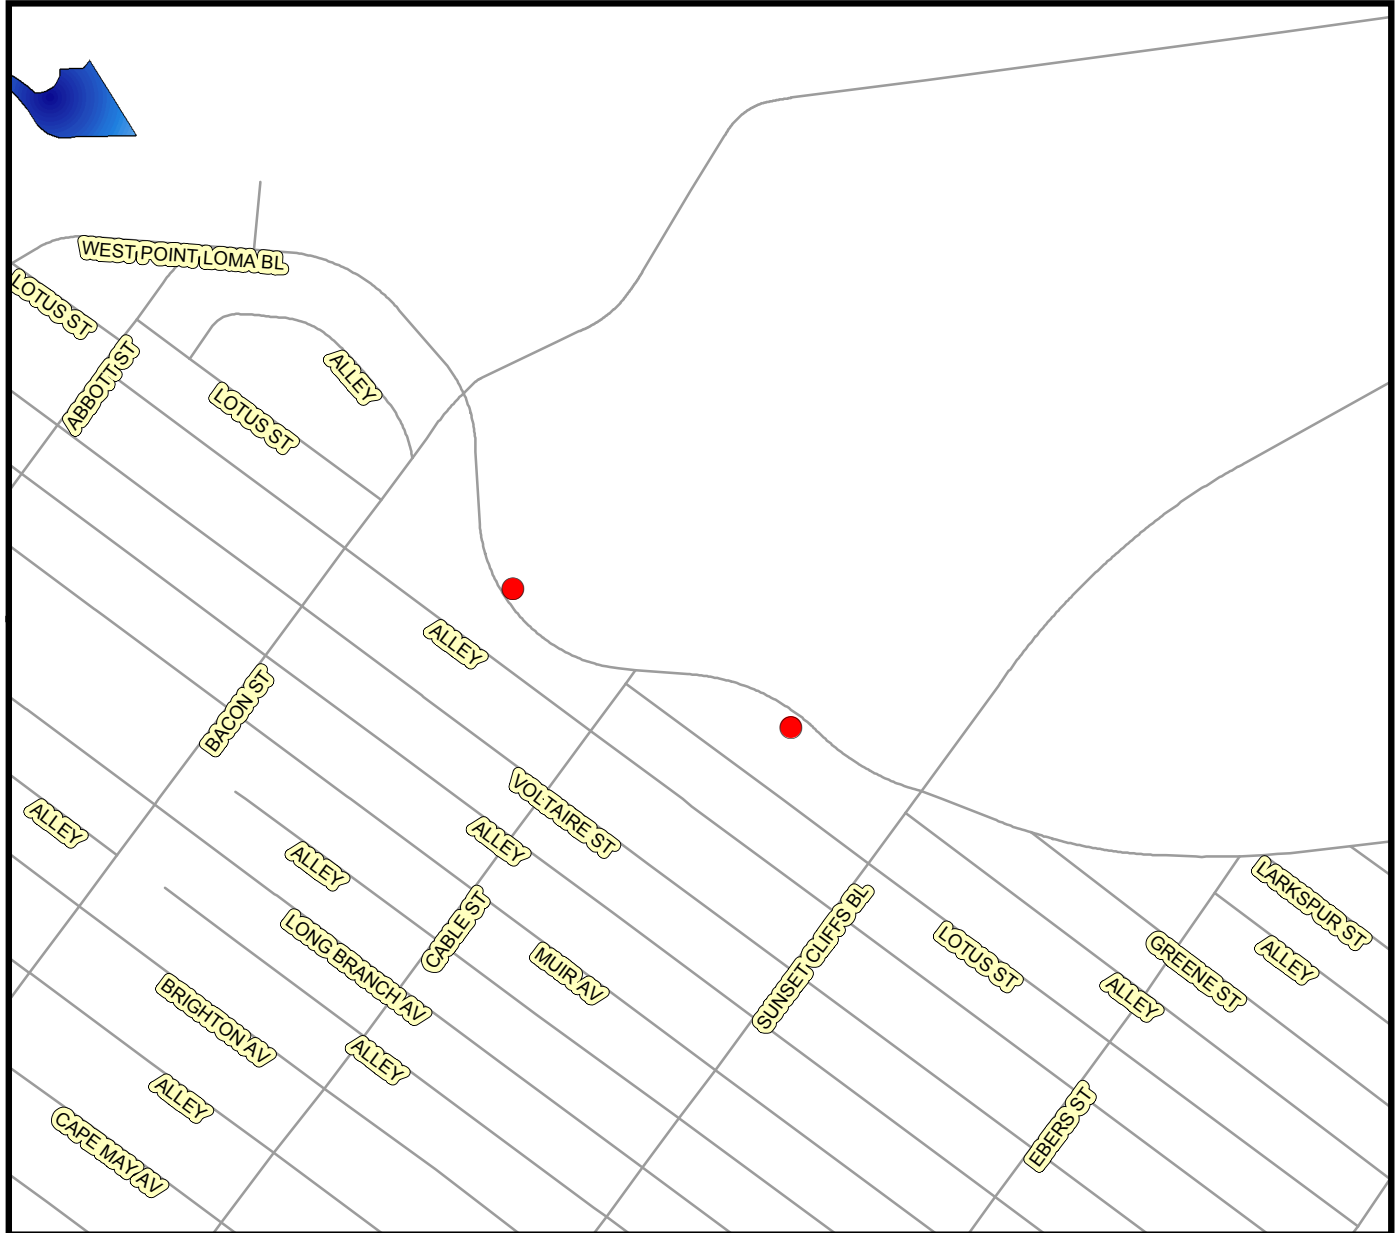 WEST POINT LOMA BL
LOTUS ST
ABBOTT ST
ALLEY
LOTUS ST
ALLEY
BACON ST
VOLTAIRE ST
ALLEY
ALLEY
ALLEY
CABLE ST
LONG BRANCH AV
MUIR AV
SUNSET CLIFFS BL
LOTUS ST
LARKSPUR ST
GREENE ST
ALLEY
ALLEY
BRIGHTON AV
ALLEY
ALLEY
EBERS ST
CAPE MAY AV